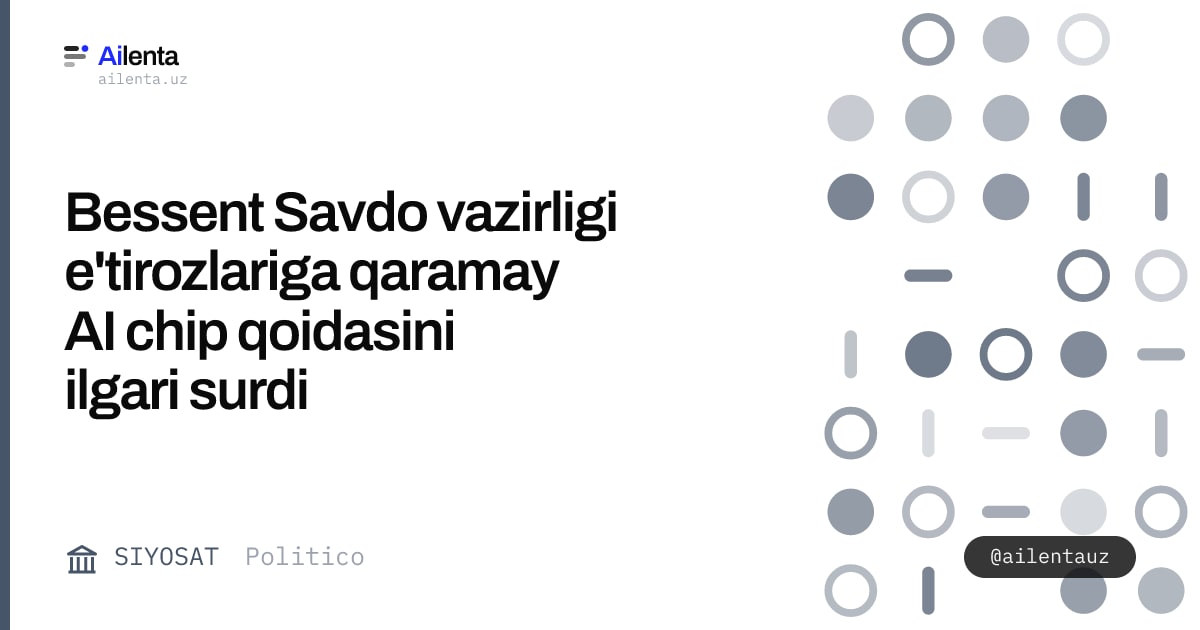 Ailenta
ailenta.uz
Bessent Savdo vazirligi
e'tirozlariga qaramay
AI chip qoidasini
ilgari surdi
SIYOSAT Politico
@ailentauz